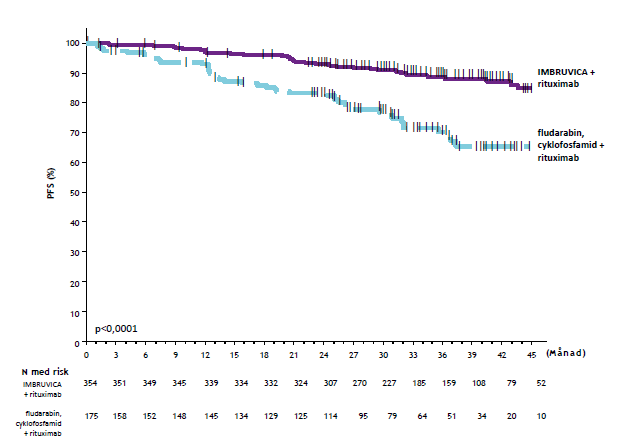 100
90
80
70
60
50
40
30
20
10
0
PFS (%)
IMBRUVICA +
rituximab
fludarabin,
cyklofosfamid +
rituximab
p<0,0001
0 3 6 9 12 15 18 21 24 27 30 33 36 39 42 45 (Månad)
N med risk
IMBRUVICA
+ rituximab
354 351 349 345 339 334 332 324 307 270 227 185 159 108 79 52
fludarabin,
cyklofosfamid
+ rituximab
175 158 152 148 145 134 129 125 114 95 79 64 51 34 20 10